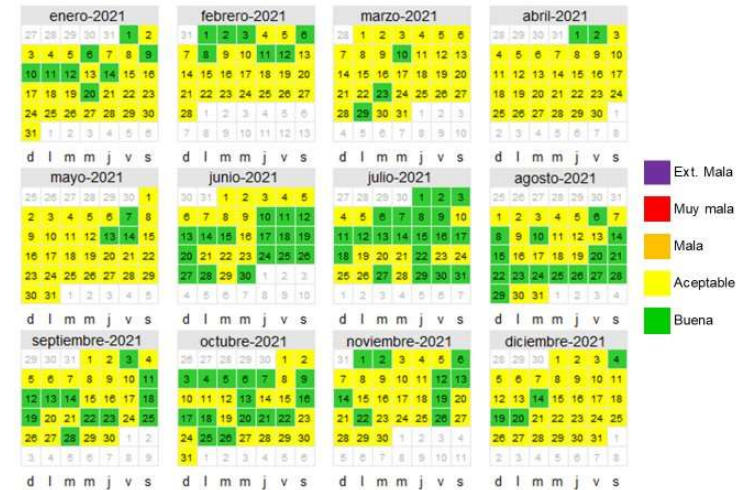 enero-2021
27 28 29 30 31 1 2
3 4 5 6 7 8 9
10 11 12 13 14 15 16
17 18 19 20 21 22 23
24 25 26 27 28 29 30
31 1 2 3 4 5 6
d l m m j v s
febrero-2021
31 1 2 3 4 5 6
7 8 9 10 11 12 13
14 15 16 17 18 19 20
21 22 23 24 25 26 27
28 1 2 3 4 5 6
7 8 9 10 11 12 13
d l m m j v s
marzo-2021
28 1 2 3 4 5 6
7 8 9 10 11 12 13
14 15 16 17 18 19 20
21 22 23 24 25 26 27
28 29 30 31 1 2 3
4 5 6 7 8 9 10
d l m m j v s
abril-2021
28 29 30 31 1 2 3
4 5 6 7 8 9 10
11 12 13 14 15 16 17
18 19 20 21 22 23 24
25 26 27 28 29 30 1
2 3 4 5 6 7 8
d l m m j v s
mayo-2021
25 26 27 28 29 30 1
2 3 4 5 6 7 8
9 10 11 12 13 14 15
16 17 18 19 20 21 22
23 24 25 26 27 28 29
30 31 1 2 3 4 5
d l m m j v s
junio-2021
30 31 1 2 3 4 5
6 7 8 9 10 11 12
13 14 15 16 17 18 19
20 21 22 23 24 25 26
27 28 29 30 1 2 3
4 5 6 7 8 9 10
d l m m j v s
julio-2021
27 28 29 30 1 2 3
4 5 6 7 8 9 10
11 12 13 14 15 16 17
18 19 20 21 22 23 24
25 26 27 28 29 30 31
1 2 3 4 5 6 7
d l m m j v s
agosto-2021
25 26 27 28 29 30 31
1 2 3 4 5 6 7
8 9 10 11 12 13 14
15 16 17 18 19 20 21
22 23 24 25 26 27 28
29 30 31 1 2 3 4
d l m m j v s
septiembre-2021
29 30 31 1 2 3 4
5 6 7 8 9 10 11
12 13 14 15 16 17 18
19 20 21 22 23 24 25
26 27 28 29 30 1 2
3 4 5 6 7 8 9
d l m m j v s
octubre-2021
26 27 28 29 30 1 2
3 4 5 6 7 8 9
10 11 12 13 14 15 16
17 18 19 20 21 22 23
24 25 26 27 28 29 30
31 1 2 3 4 5 6
d l m m j v s
noviembre-2021
31 1 2 3 4 5 6
7 8 9 10 11 12 13
14 15 16 17 18 19 20
21 22 23 24 25 26 27
28 29 30 1 2 3 4
5 6 7 8 9 10 11
d l m m j v s
diciembre-2021
28 29 30 1 2 3 4
5 6 7 8 9 10 11
12 13 14 15 16 17 18
19 20 21 22 23 24 25
26 27 28 29 30 31 1
2 3 4 5 6 7 8
d l m m j v s
Ext. Mala
Muy mala
Mala
Aceptable
Buena